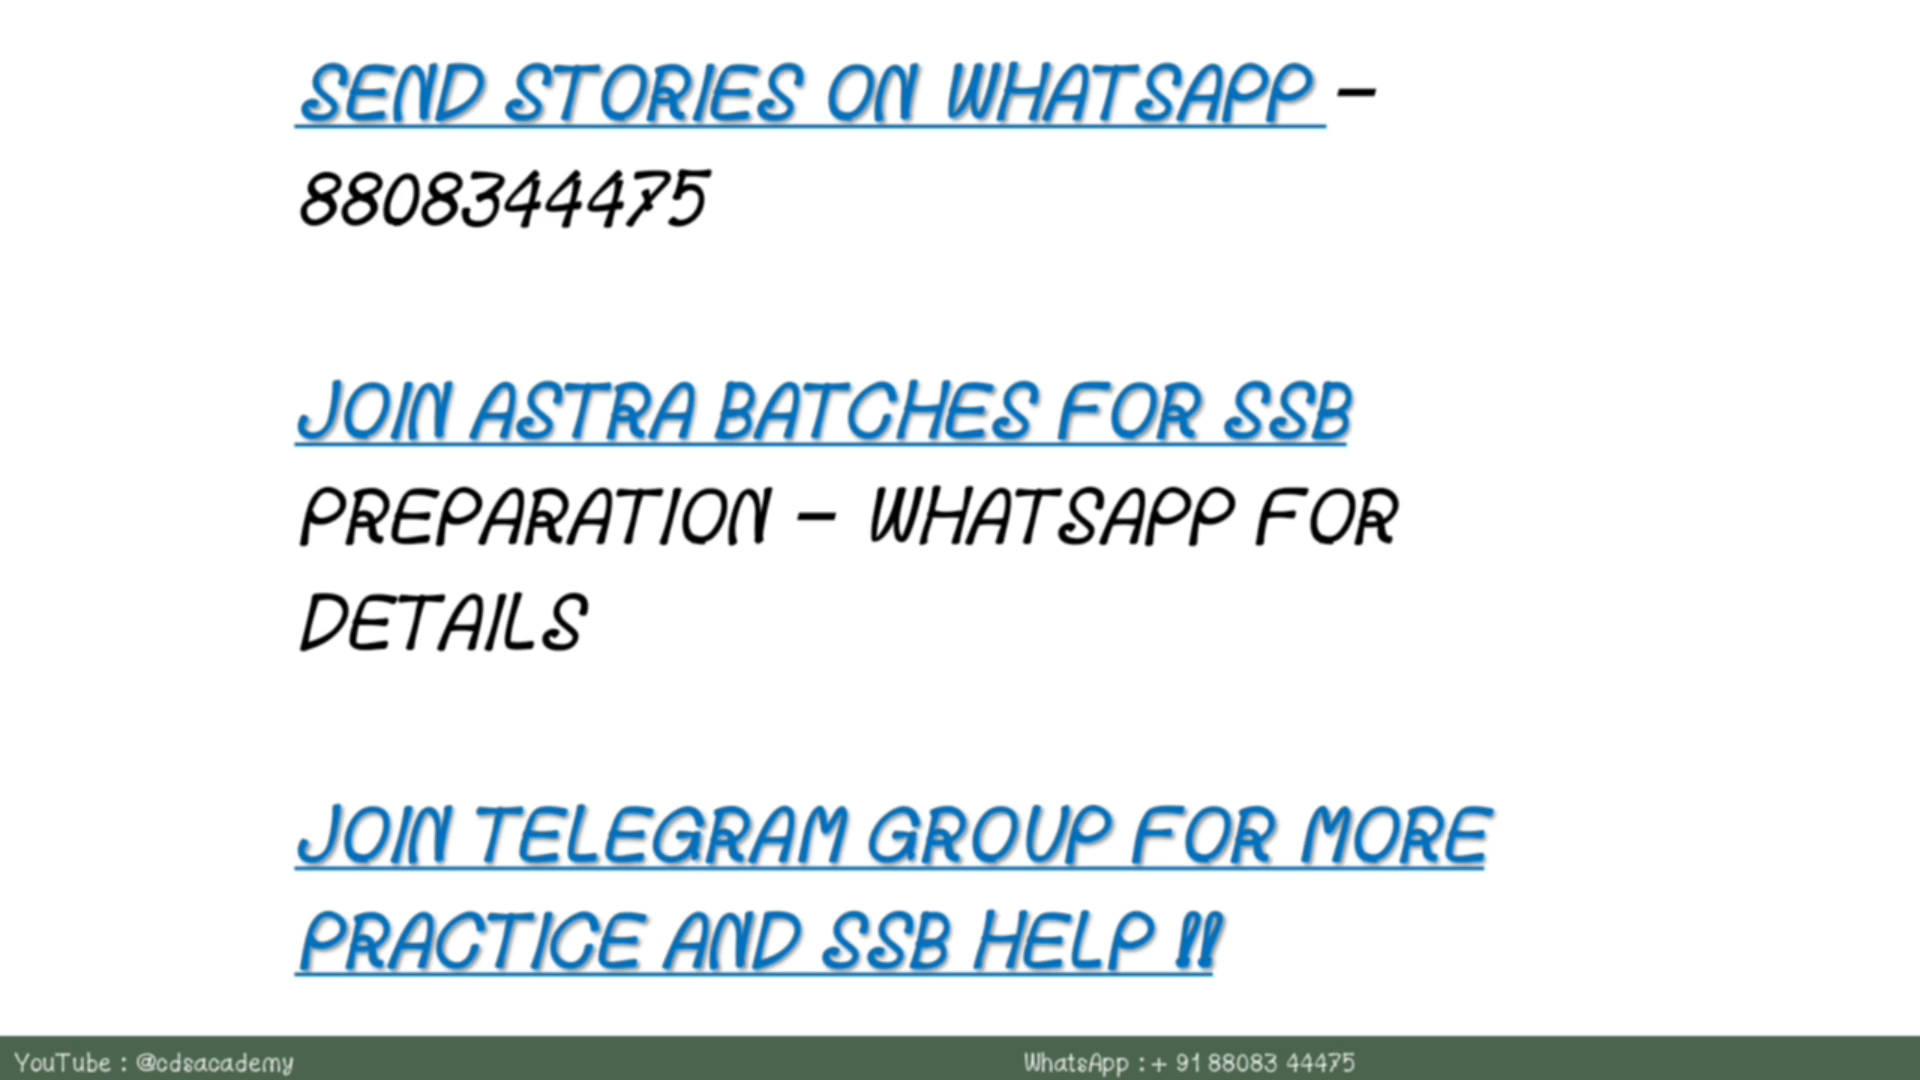 SEND STORIES ON WHATSAPP –
8808344475
JOIN ASTRA BATCHES FOR SSB
PREPARATION – WHATSAPP FOR
DETAILS
JOIN TELEGRAM GROUP FOR MORE
PRACTICE AND SSB HELP !!
YouTube : @cdsacademy
WhatsApp :+ 91 88083 44475